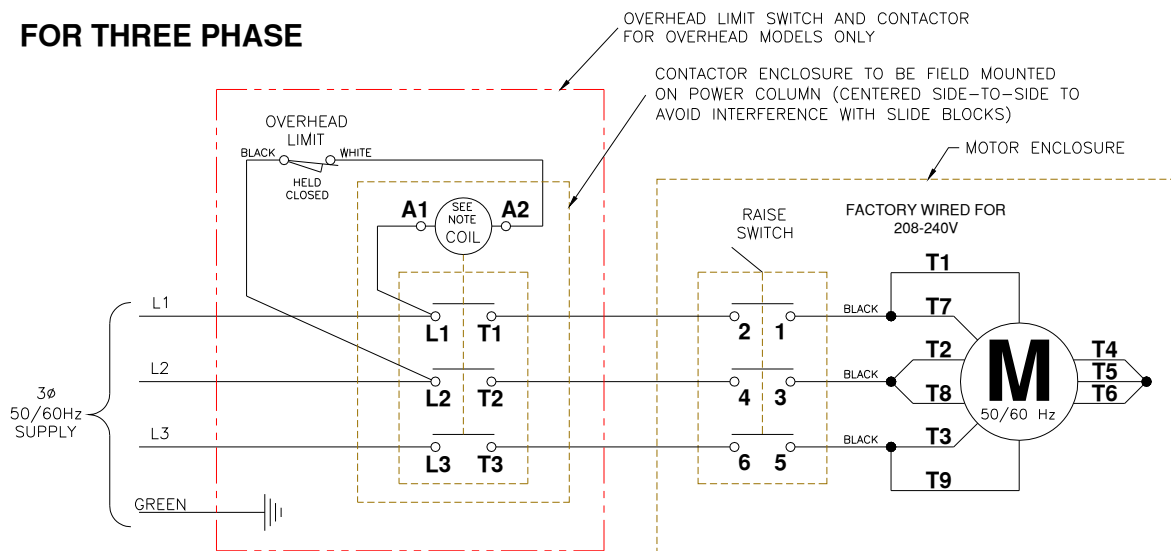 FOR THREE PHASE
OVERHEAD LIMIT SWITCH AND CONTACTOR
FOR OVERHEAD MODELS ONLY
CONTACTOR ENCLOSURE TO BE FIELD MOUNTED
ON POWER COLUMN (CENTERED SIDE-TO-SIDE TO
AVOID INTERFERENCE WITH SLIDE BLOCKS)
MOTOR ENCLOSURE
OVERHEAD
LIMIT
BLACK
WHITE
HELD
CLOSED
A1
SEE
NOTE
COIL
A2
RAISE
SWITCH
FACTORY WIRED FOR
208-240V
T1
L1
L1
T1
2
1
BLACK
T7
L2
L2
T2
4
3
BLACK
T2
T8
M
50/60 Hz
T4
T5
T6
3ø
50/60Hz
SUPPLY
L3
L3
T3
6
5
BLACK
T3
T9
GREEN